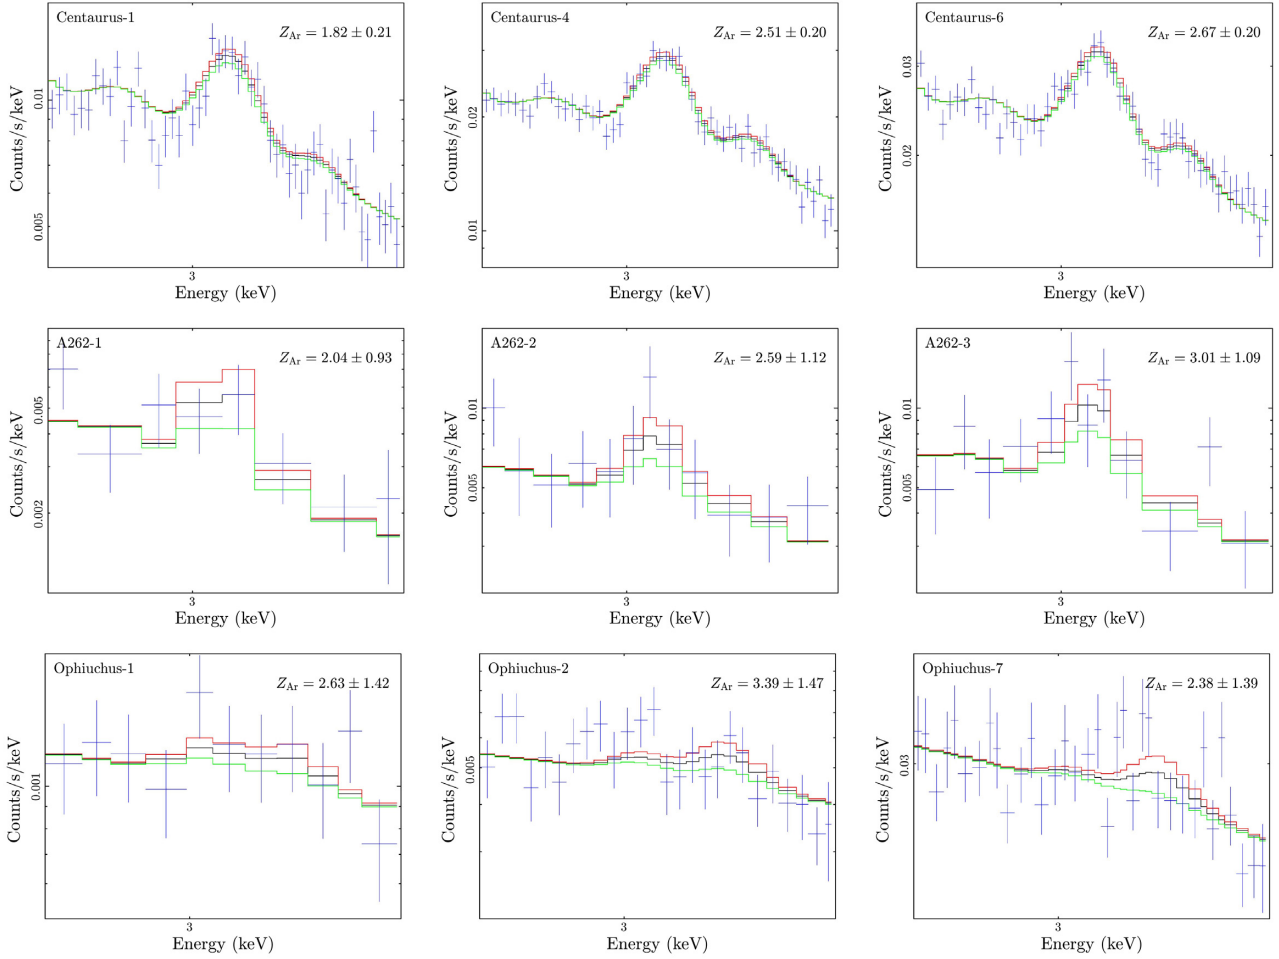 Centaurus-1
Z_Ar = 1.82 ± 0.21
0.01
0.005
Counts/s/keV
3
Energy (keV)
Centaurus-4
Z_Ar = 2.51 ± 0.20
0.02
0.01
Counts/s/keV
3
Energy (keV)
Centaurus-6
Z_Ar = 2.67 ± 0.20
0.03
0.02
Counts/s/keV
3
Energy (keV)
A262-1
Z_Ar = 2.04 ± 0.93
0.005
0.002
Counts/s/keV
3
Energy (keV)
A262-2
Z_Ar = 2.59 ± 1.12
0.01
0.005
Counts/s/keV
3
Energy (keV)
A262-3
Z_Ar = 3.01 ± 1.09
0.01
0.005
Counts/s/keV
3
Energy (keV)
Ophiuchus-1
Z_Ar = 2.63 ± 1.42
0.001
Counts/s/keV
3
Energy (keV)
Ophiuchus-2
Z_Ar = 3.39 ± 1.47
0.005
Counts/s/keV
3
Energy (keV)
Ophiuchus-7
Z_Ar = 2.38 ± 1.39
0.03
Counts/s/keV
3
Energy (keV)